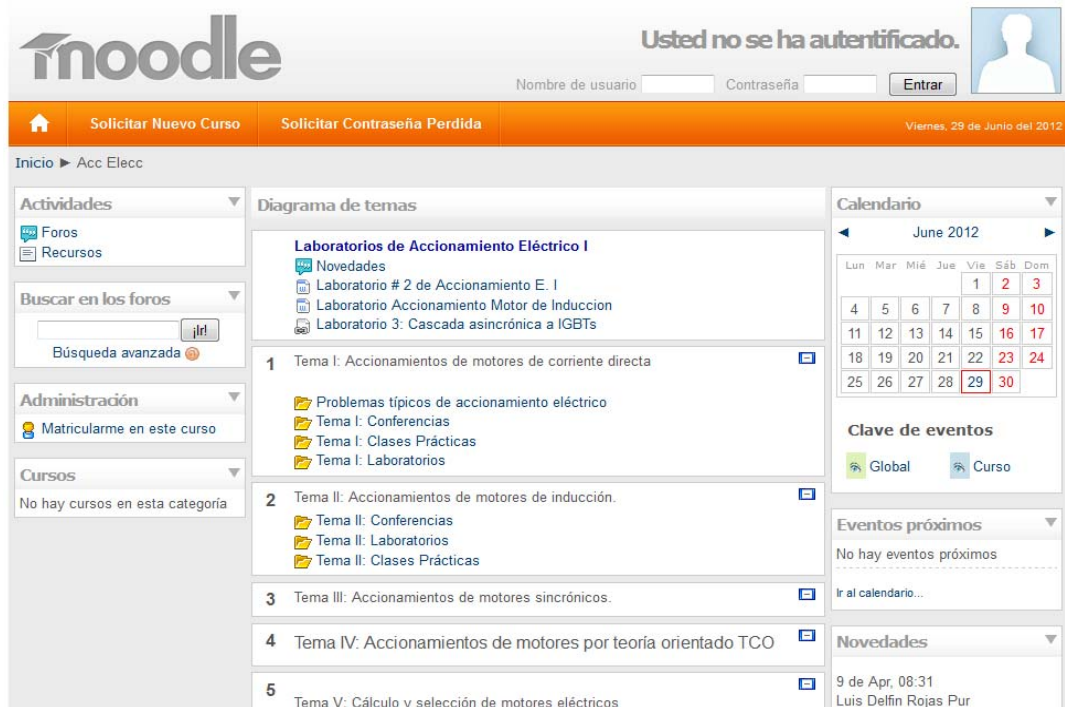 moodle
Usted no se ha autentificado.
Nombre de usuario Contraseña Entrar
Solicitar Nuevo Curso Solicitar Contraseña Perdida Viernes, 29 de Junio del 2012
Inicio ► Acc Elecc
Actividades
Foros
Recursos
Buscar en los foros
¡Ir!
Búsqueda avanzada
Administración
Matricularme en este curso
Cursos
No hay cursos en esta categoría
Diagrama de temas
Laboratorios de Accionamiento Eléctrico I
Novedades
Laboratorio # 2 de Accionamiento E. I
Laboratorio Accionamiento Motor de Induccion
Laboratorio 3: Cascada asincrónica a IGBTs
1 Tema I: Accionamientos de motores de corriente directa
Problemas típicos de accionamiento eléctrico
Tema I: Conferencias
Tema I: Clases Prácticas
Tema I: Laboratorios
2 Tema II: Accionamientos de motores de inducción.
Tema II: Conferencias
Tema II: Laboratorios
Tema II: Clases Prácticas
3 Tema III: Accionamientos de motores sincrónicos.
4 Tema IV: Accionamientos de motores por teoría orientado TCO
5
Tema V: Cálculo y selección de motores eléctricos
Calendario
◄ June 2012 ►
Lun Mar Mié Jue Vie Sáb Dom
1 2 3
4 5 6 7 8 9 10
11 12 13 14 15 16 17
18 19 20 21 22 23 24
25 26 27 28 29 30
Clave de eventos
Global Curso
Eventos próximos
No hay eventos próximos
Ir al calendario...
Novedades
9 de Apr, 08:31
Luis Delfin Rojas Pur